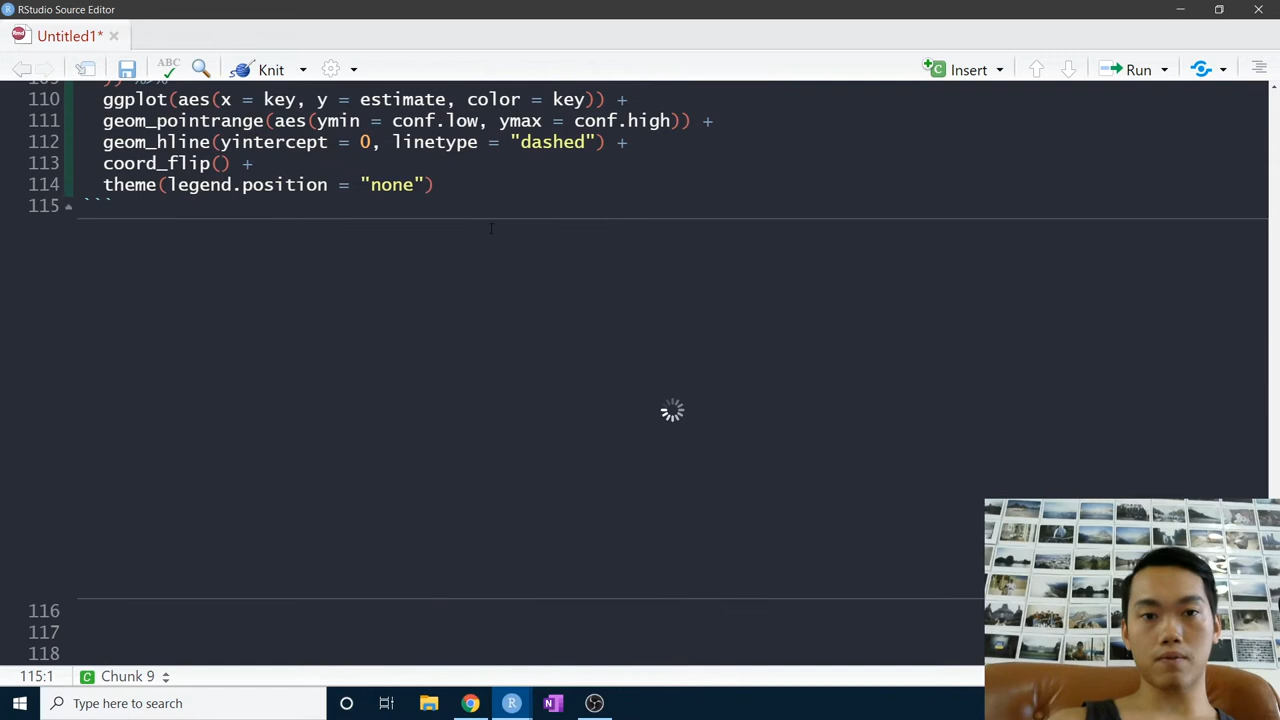 RStudio Source Editor
Untitled1*
ABC
Knit
Insert
Run
110 ggplot(aes(x = key, y = estimate, color = key)) +
111 geom_pointrange(aes(ymin = conf.low, ymax = conf.high)) +
112 geom_hline(yintercept = 0, linetype = "dashed") +
113 coord_flip() +
114 theme(legend.position = "none")
115 ```
116
117
118
115:1
C Chunk 9
Type here to search